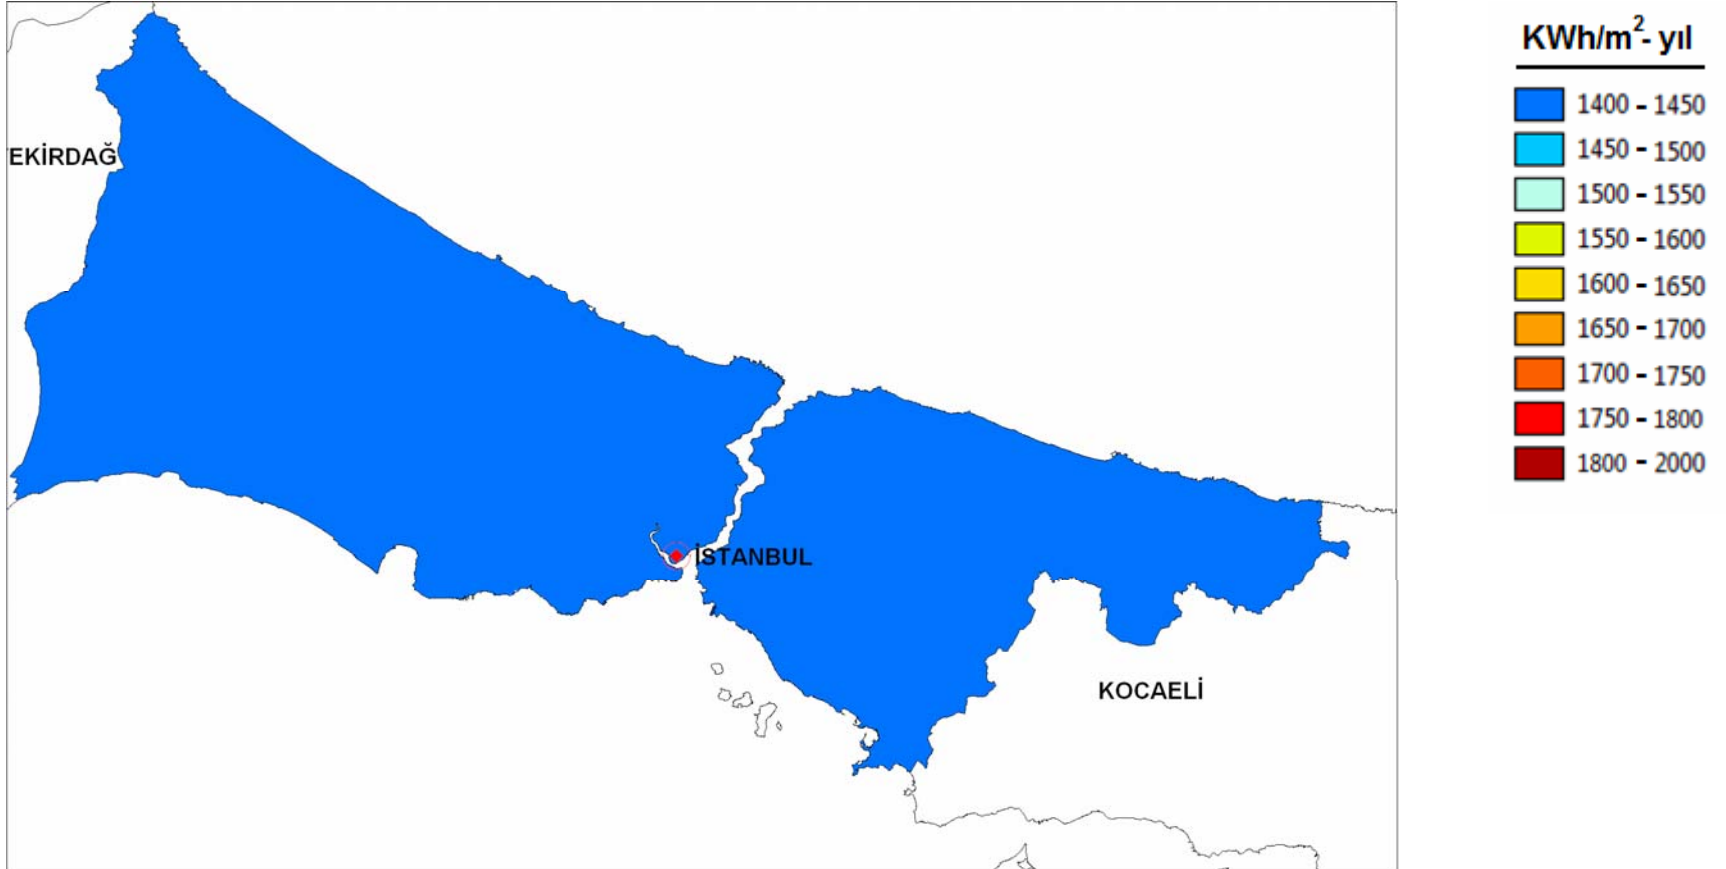 EKİRDAĞ
İSTANBUL
KOCAELİ
KWh/m²- yıl
1400 - 1450
1450 - 1500
1500 - 1550
1550 - 1600
1600 - 1650
1650 - 1700
1700 - 1750
1750 - 1800
1800 - 2000